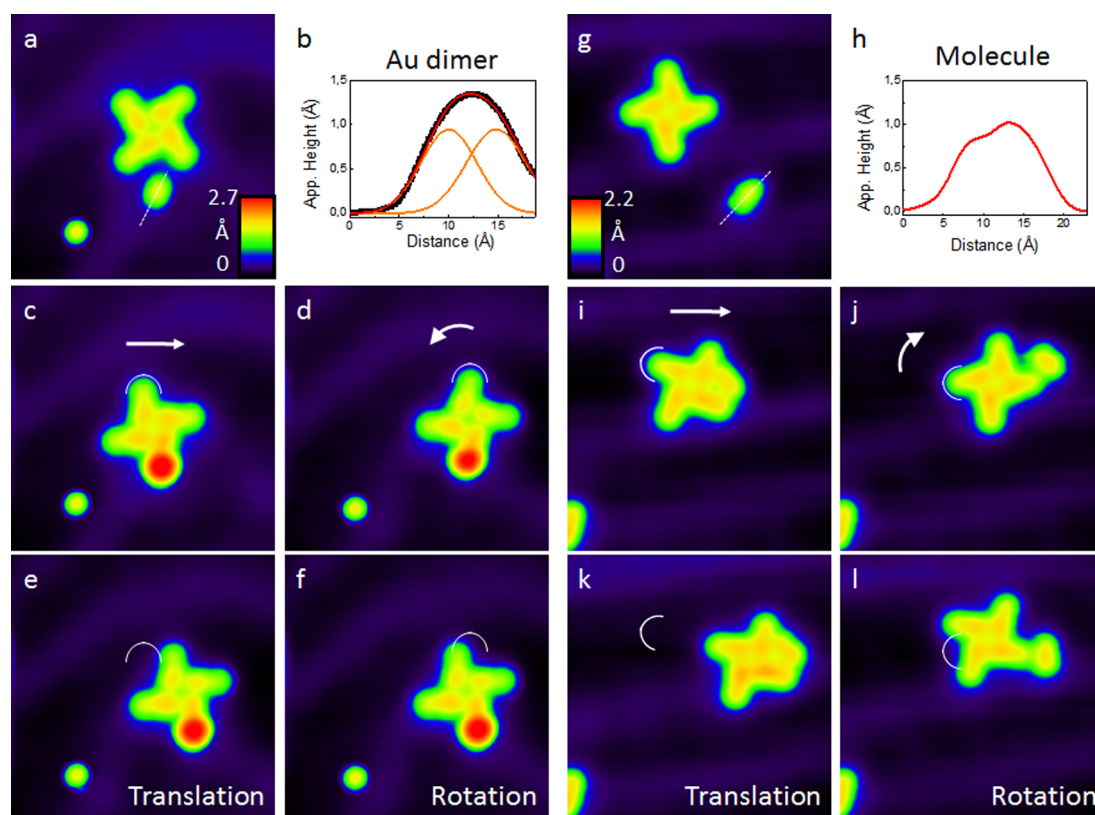 a
b
Au dimer
1,5
1,0
0,5
0,0
App. Height (Å)
0
5
10
15
Distance (Å)
2.7
Å
0
g
2.2
Å
0
h
Molecule
1,5
1,0
0,5
0,0
App. Height (Å)
0
5
10
15
20
Distance (Å)
c
d
i
j
e
Translation
f
Rotation
k
Translation
l
Rotation